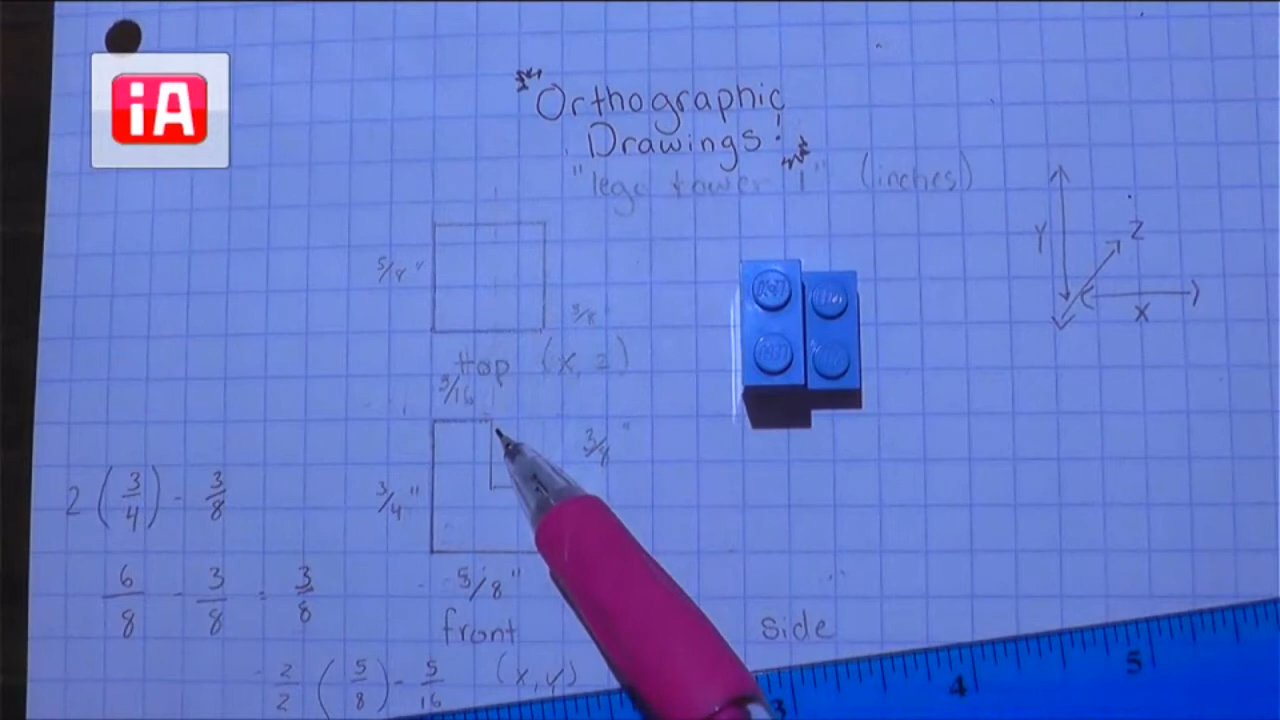 iA
Orthographic
Drawings:
"lego tower 1" (inches)
Y
Z
X
5/8"
5/8"
top (x, z)
5/16
3/4"
3/8"
5/8"
front
side
(x, y)
2 (3/4) - 3/8
6/8 - 3/8 = 3/8
2/2 (5/8) - 5/16
3 4 5